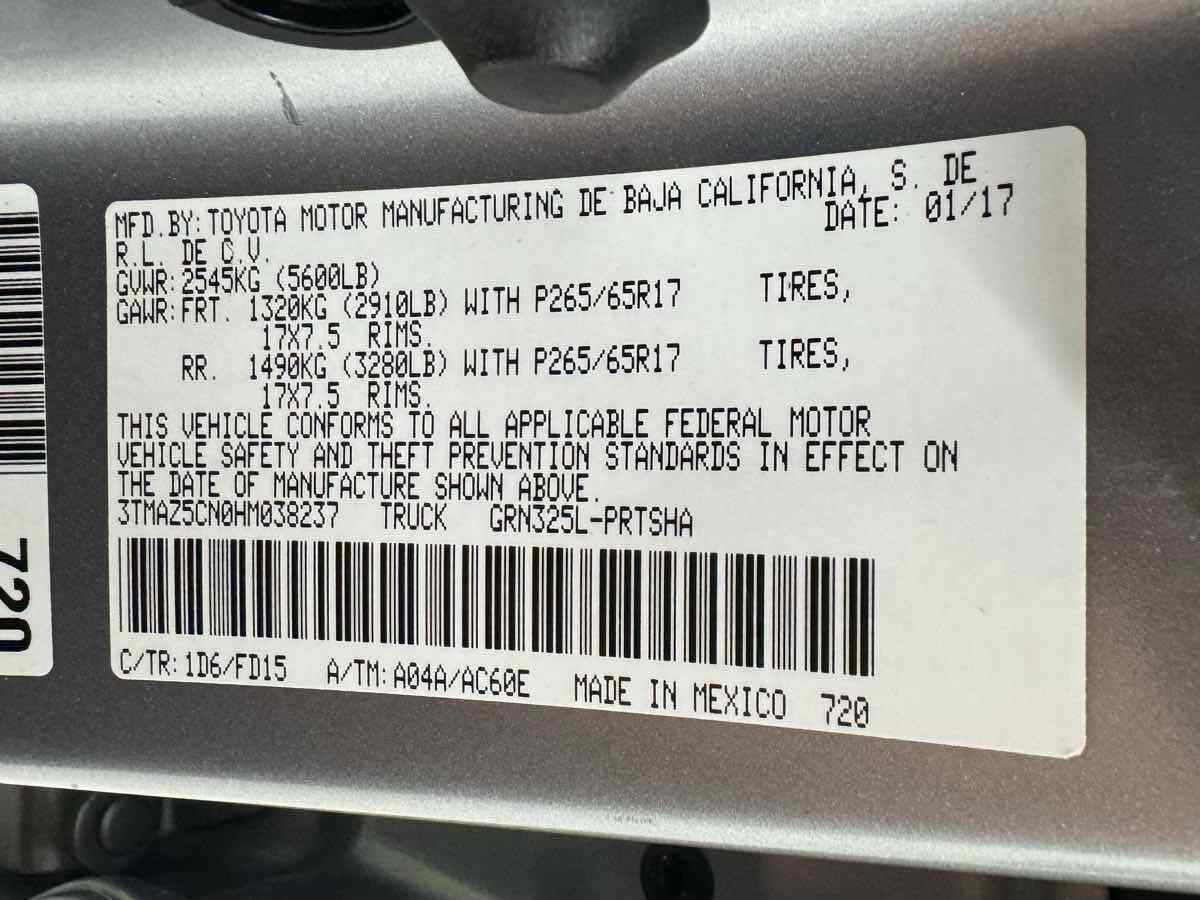 MFD.BY: TOYOTA MOTOR MANUFACTURING DE BAJA CALIFORNIA, S. DE
R.L. DE C.V.
DATE: 01/17
GVWR: 2545KG (5600LB)
GAWR: FRT. 1320KG (2910LB) WITH P265/65R17 TIRES,
17X7.5 RIMS.
RR. 1490KG (3280LB) WITH P265/65R17 TIRES,
17X7.5 RIMS.
THIS VEHICLE CONFORMS TO ALL APPLICABLE FEDERAL MOTOR
VEHICLE SAFETY AND THEFT PREVENTION STANDARDS IN EFFECT ON
THE DATE OF MANUFACTURE SHOWN ABOVE.
3TMAZ5CN0HM038237 TRUCK GRN325L-PRTSHA
C/TR: 1D6/FD15 A/TM: A04A/AC60E MADE IN MEXICO 720
720